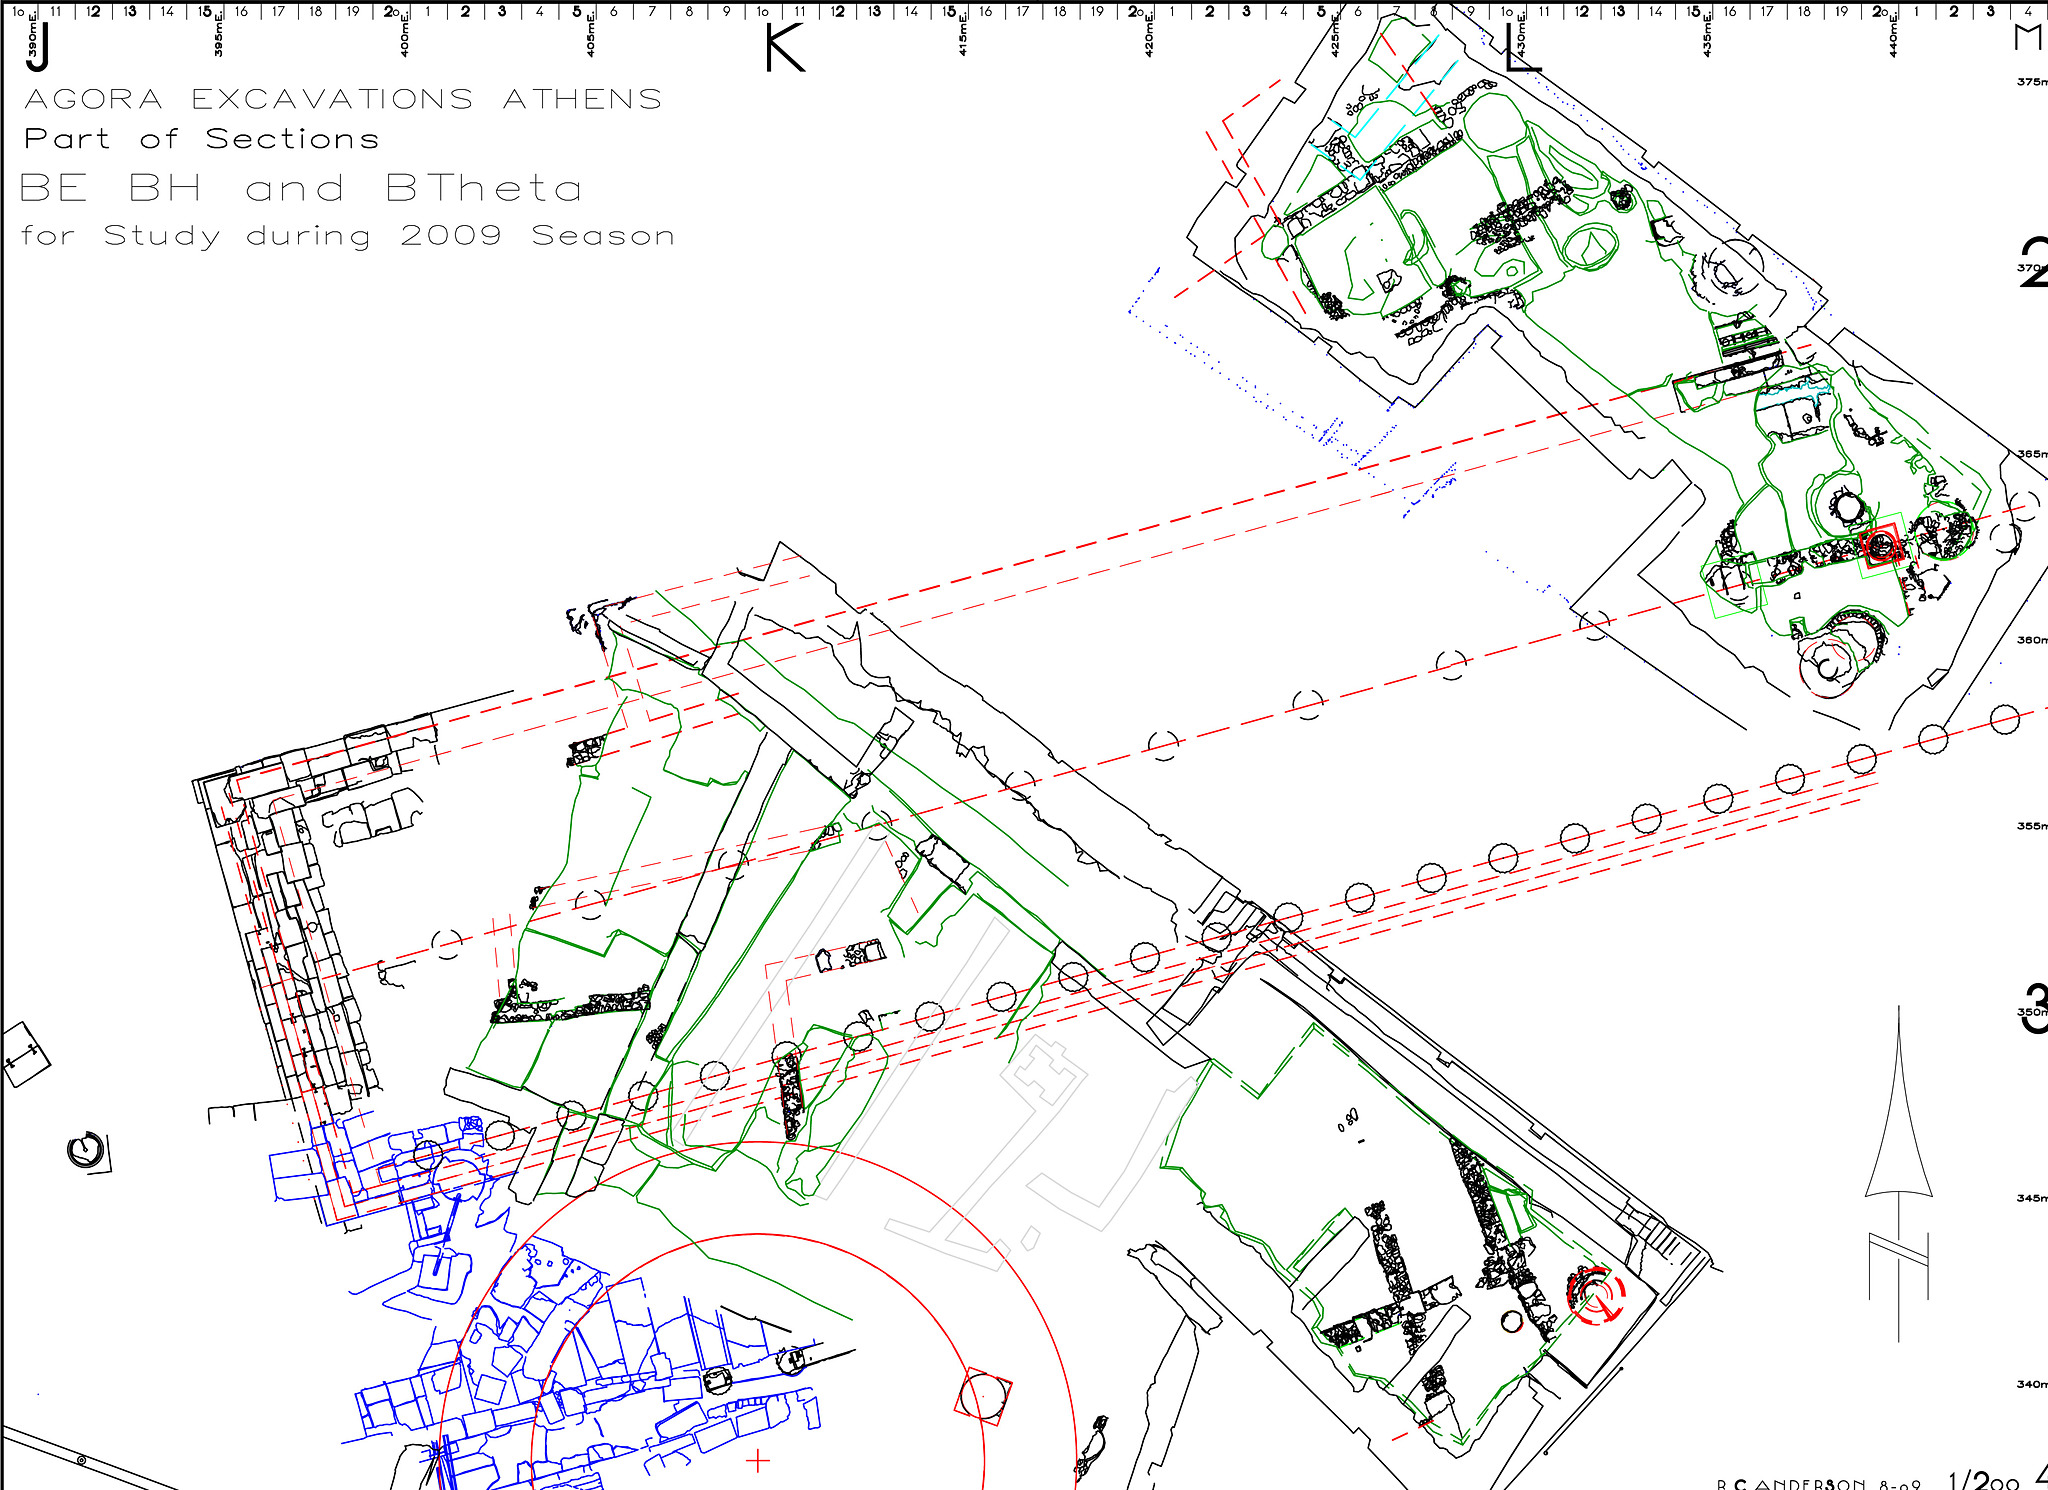 10 11 12 13 14 15 16 17 18 19 20 1 2 3 4 5 6 7 8 9 10 11 12 13 14 15 16 17 18 19 20 1 2 3 4 5 6 7 8 9 10 11 12 13 14 15 16 17 18 19 20 1 2 3 4
390mE. 395mE. 400mE. 405mE. 415mE. 420mE. 425mE. 430mE. 435mE. 440mE.
J K L M
AGORA EXCAVATIONS ATHENS
Part of Sections
BE BH and BTheta
for Study during 2009 Season
375m
2
370m
365m
360m
355m
3
350m
345m
N
340m
R C ANDERSON 8-09 1/200 4